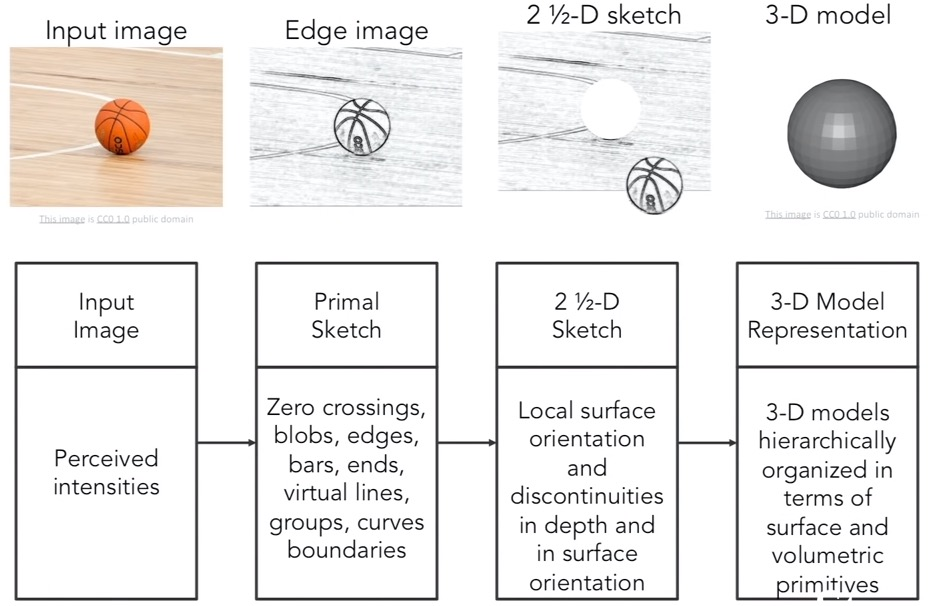 Input image
Edge image
2 ½-D sketch
3-D model
This image is CC0 1.0 public domain
This image is CC0 1.0 public domain
Input
Image
Perceived
intensities
Primal
Sketch
Zero crossings,
blobs, edges,
bars, ends,
virtual lines,
groups, curves
boundaries
2 ½-D
Sketch
Local surface
orientation
and
discontinuities
in depth and
in surface
orientation
3-D Model
Representation
3-D models
hierarchically
organized in
terms of
surface and
volumetric
primitives